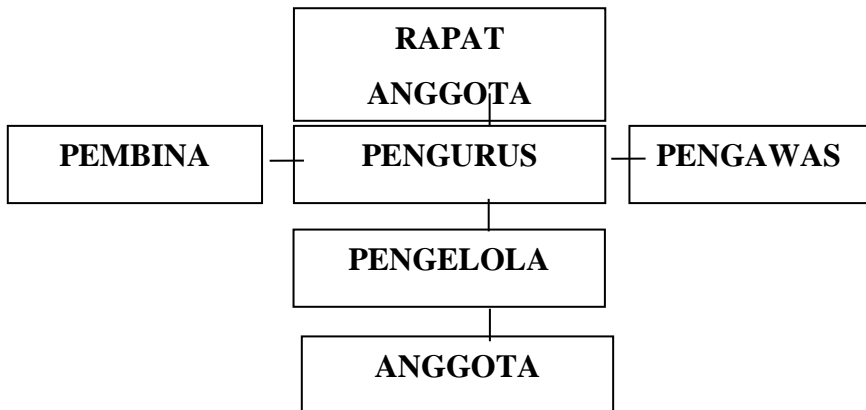 RAPAT
ANGGOTA
PEMBINA
PENGURUS
PENGAWAS
PENGELOLA
ANGGOTA